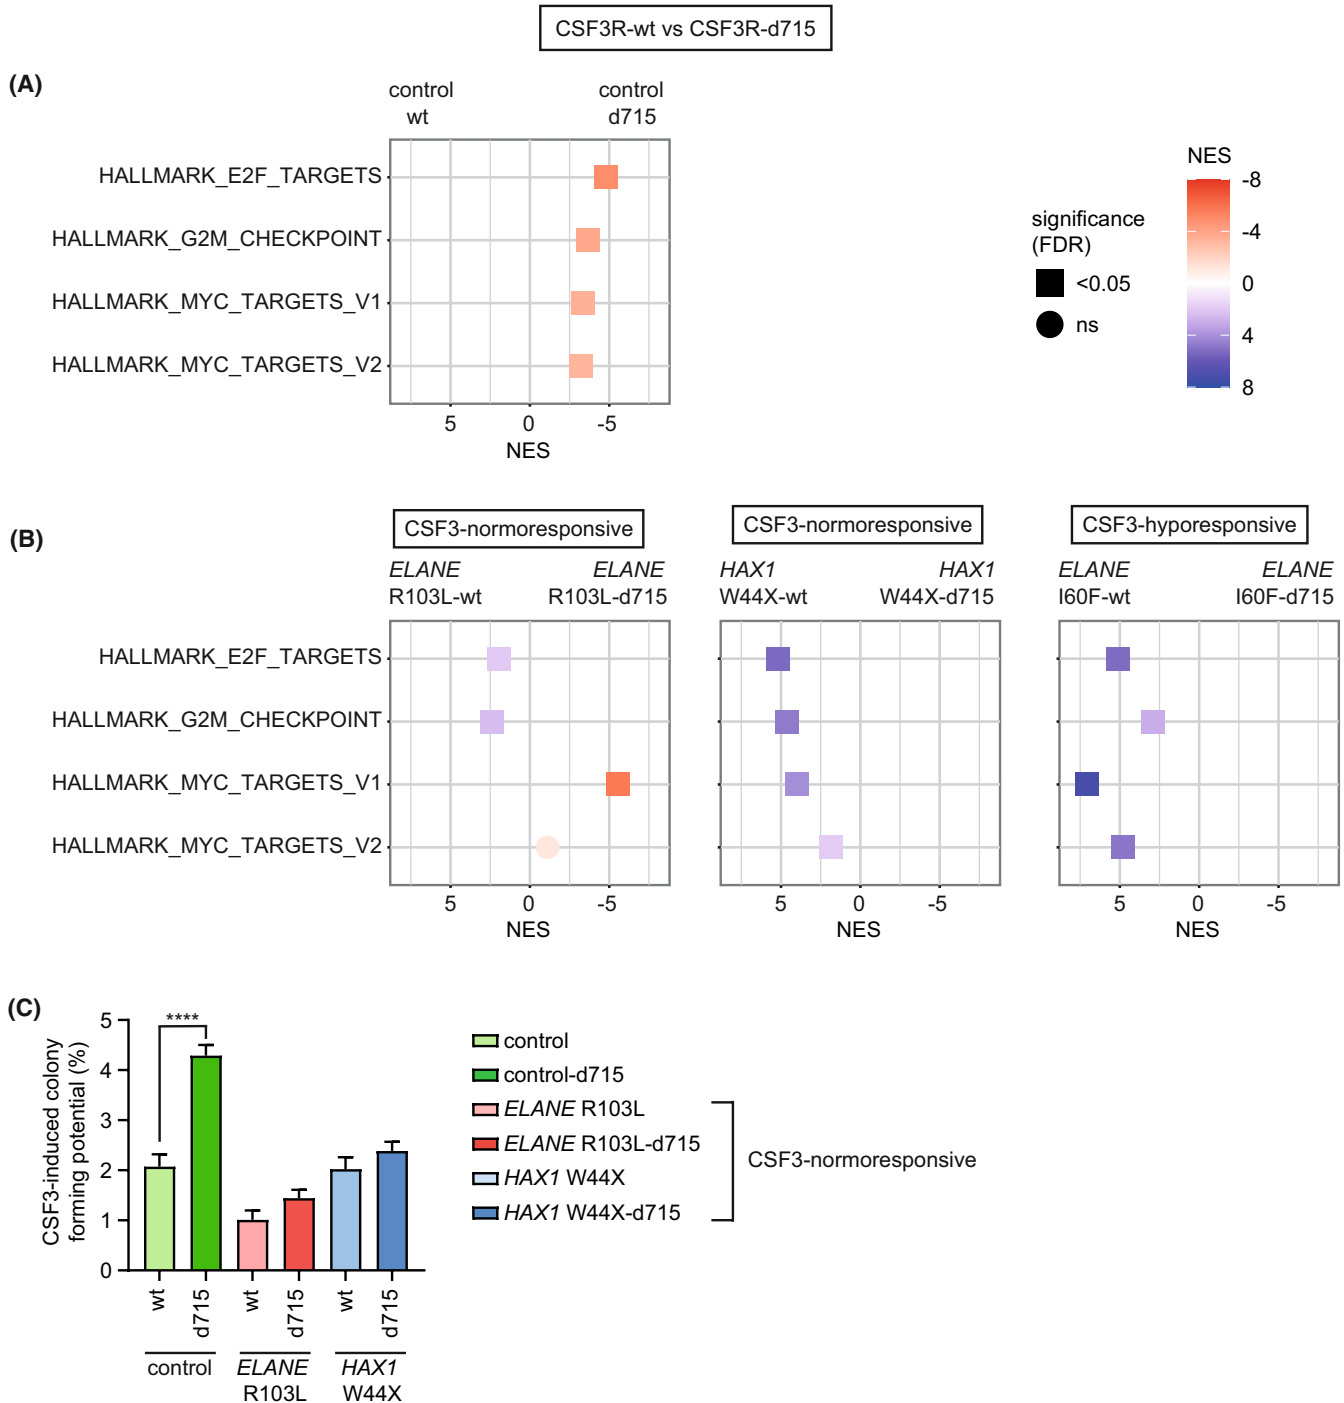 CSF3R-wt vs CSF3R-d715
(A)
control
wt
control
d715
HALLMARK_E2F_TARGETS
HALLMARK_G2M_CHECKPOINT
HALLMARK_MYC_TARGETS_V1
HALLMARK_MYC_TARGETS_V2
5 0 -5
NES
significance
(FDR)
<0.05
ns
NES
-8
-4
0
4
8
(B)
CSF3-normoresponsive
ELANE
R103L-wt
ELANE
R103L-d715
CSF3-normoresponsive
HAX1
W44X-wt
HAX1
W44X-d715
CSF3-hyporesponsive
ELANE
I60F-wt
ELANE
I60F-d715
HALLMARK_E2F_TARGETS
HALLMARK_G2M_CHECKPOINT
HALLMARK_MYC_TARGETS_V1
HALLMARK_MYC_TARGETS_V2
5 0 -5
NES
5 0 -5
NES
5 0 -5
NES
(C)
CSF3-induced colony
forming potential (%)
5
4
3
2
1
0
****
wt
d715
wt
d715
wt
d715
control
ELANE
R103L
HAX1
W44X
control
control-d715
ELANE R103L
ELANE R103L-d715
HAX1 W44X
HAX1 W44X-d715
CSF3-normoresponsive